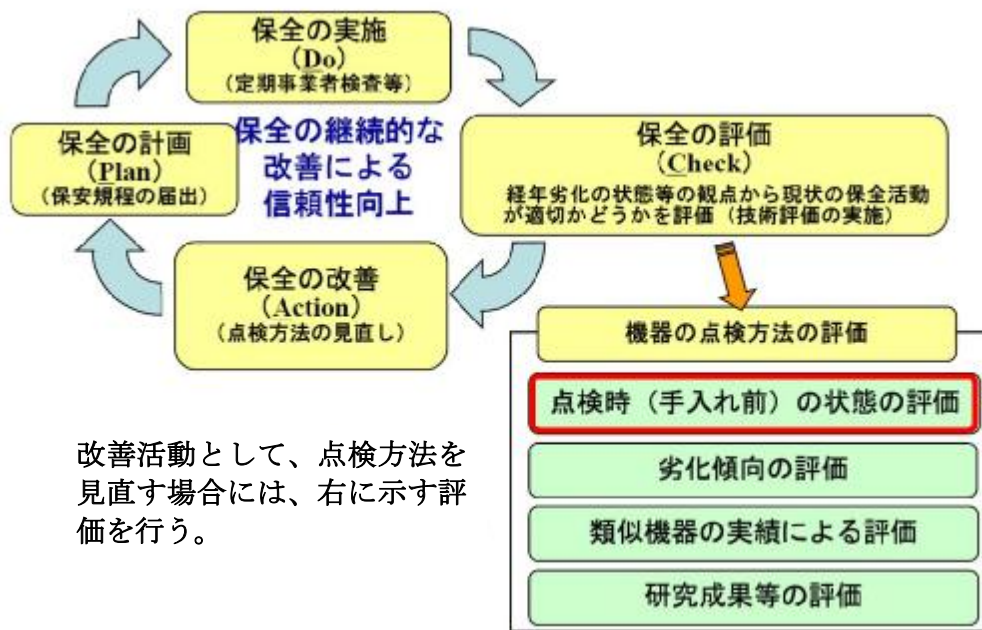 保全の実施
(Do)
(定期事業者検査等)
保全の計画
(Plan)
(保安規程の届出)
保全の継続的な
改善による
信頼性向上
保全の評価
(Check)
経年劣化の状態等の観点から現状の保全活動
が適切かどうかを評価(技術評価の実施)
保全の改善
(Action)
(点検方法の見直し)
機器の点検方法の評価
点検時(手入れ前)の状態の評価
劣化傾向の評価
類似機器の実績による評価
研究成果等の評価
改善活動として、点検方法を
見直す場合には、右に示す評
価を行う。